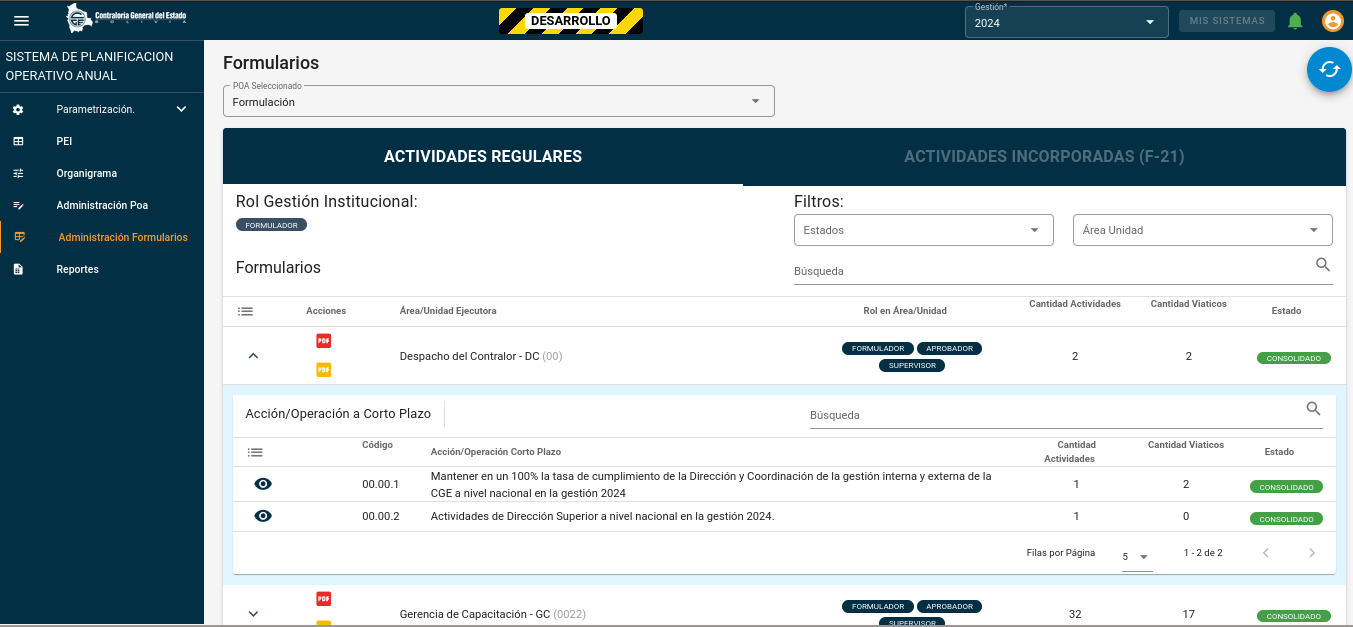 Contraloría General del Estado
BOLIVIA
DESARROLLO
Gestión*
2024
MIS SISTEMAS
SISTEMA DE PLANIFICACION
OPERATIVO ANUAL
Parametrización.
PEI
Organigrama
Administración Poa
Administración Formularios
Reportes
Formularios
POA Seleccionado
Formulación
ACTIVIDADES REGULARES
ACTIVIDADES INCORPORADAS (F-21)
Rol Gestión Institucional:
FORMULADOR
Filtros:
Estados
Área Unidad
Formularios
Búsqueda
Acciones Área/Unidad Ejecutora Rol en Área/Unidad Cantidad Actividades Cantidad Viaticos Estado
PDF
PDF
Despacho del Contralor - DC (00)
FORMULADOR APROBADOR
SUPERVISOR
2 2 CONSOLIDADO
Acción/Operación a Corto Plazo
Búsqueda
Código Acción/Operación Corto Plazo Cantidad Actividades Cantidad Viaticos Estado
00.00.1 Mantener en un 100% la tasa de cumplimiento de la Dirección y Coordinación de la gestión interna y externa de la
CGE a nivel nacional en la gestión 2024
1 2 CONSOLIDADO
00.00.2 Actividades de Dirección Superior a nivel nacional en la gestión 2024. 1 0 CONSOLIDADO
Filas por Página 5 1 - 2 de 2
PDF
Gerencia de Capacitación - GC (0022)
FORMULADOR APROBADOR
SUPERVISOR
32 17 CONSOLIDADO